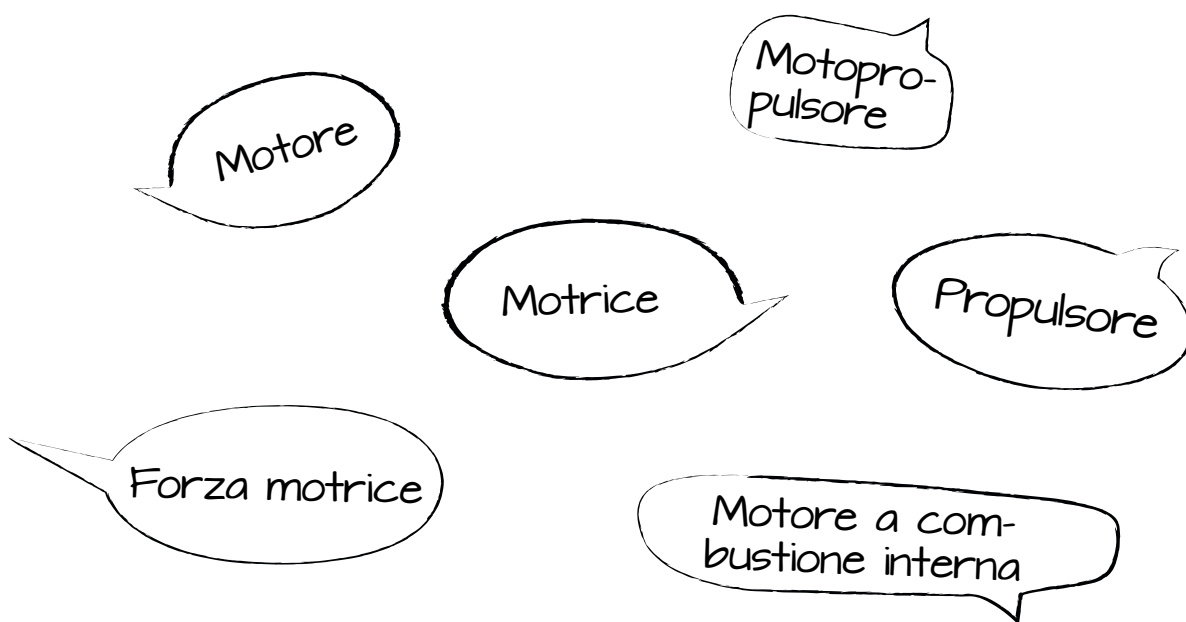 Motopro-
pulsore
Motore
Motrice
Propulsore
Forza motrice
Motore a com-
bustione interna